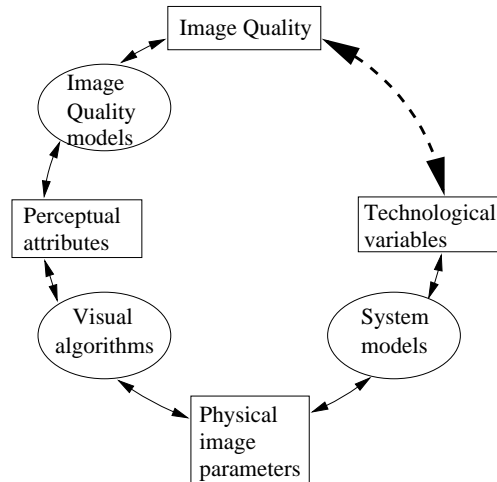 Image Quality
Image
Quality
models
Perceptual
attributes
Technological
variables
Visual
algorithms
System
models
Physical
image
parameters